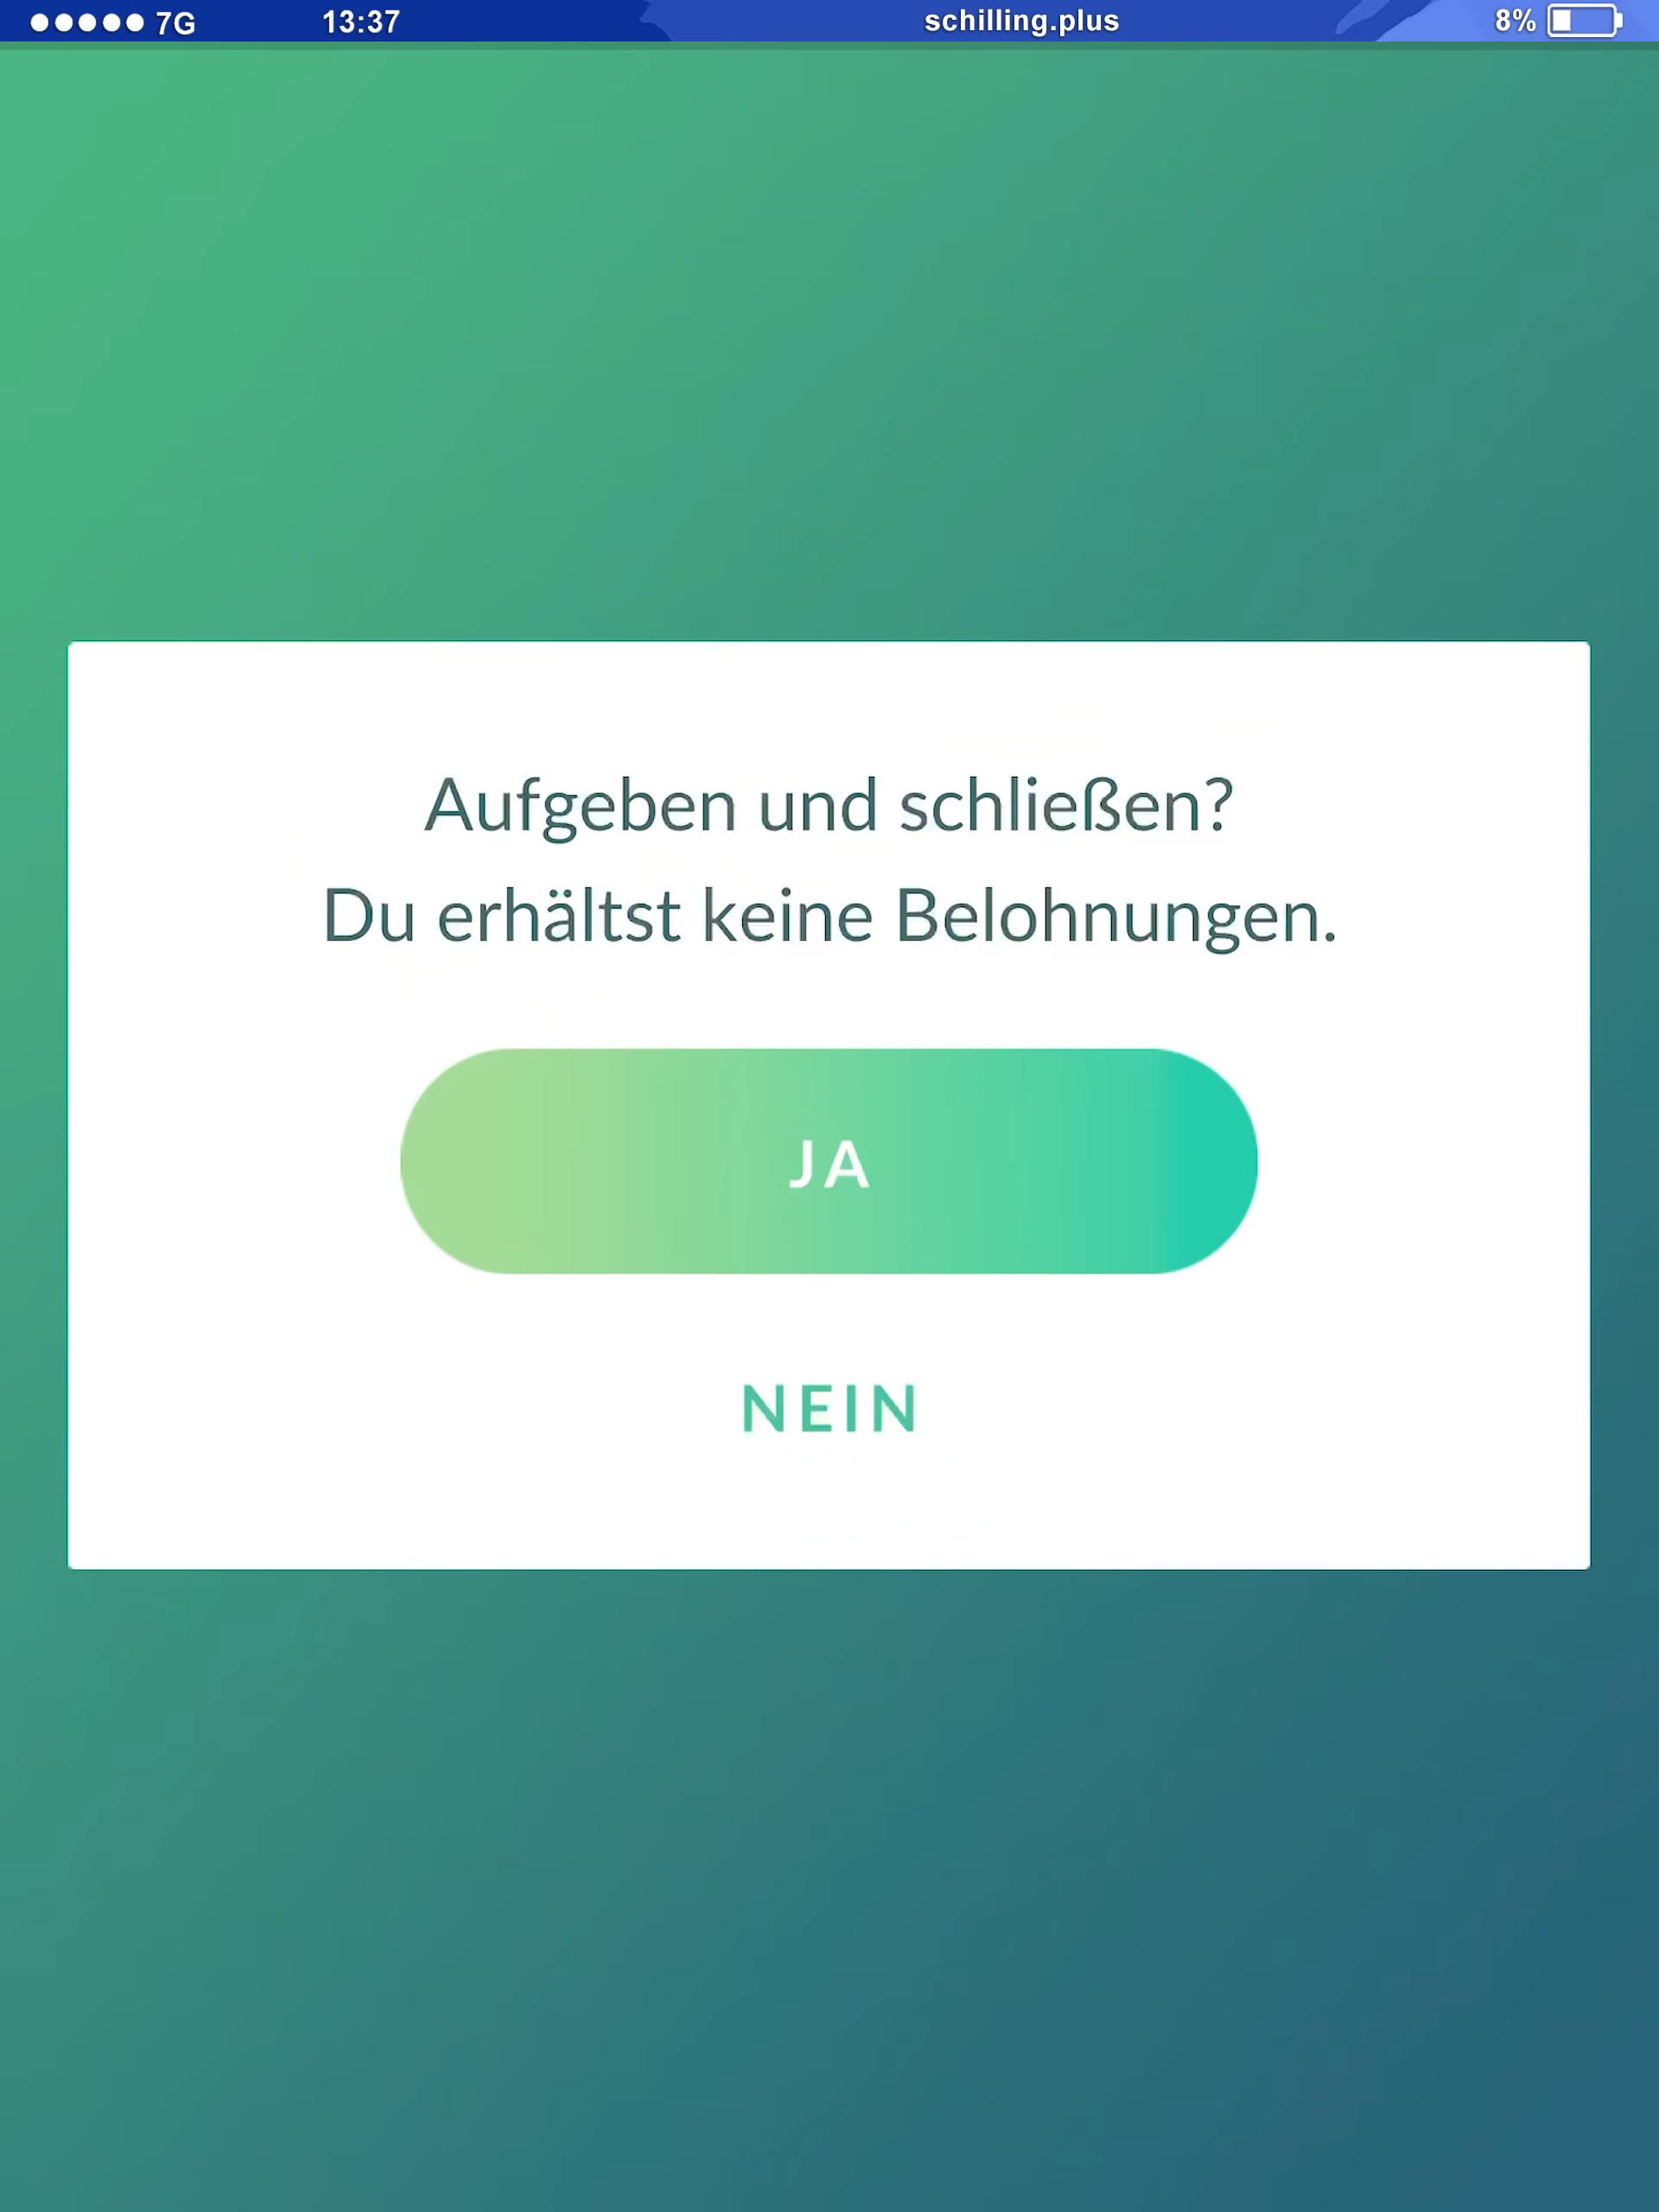 7G 13:37 schilling.plus 8%
Aufgeben und schließen?
Du erhältst keine Belohnungen.
JA
NEIN